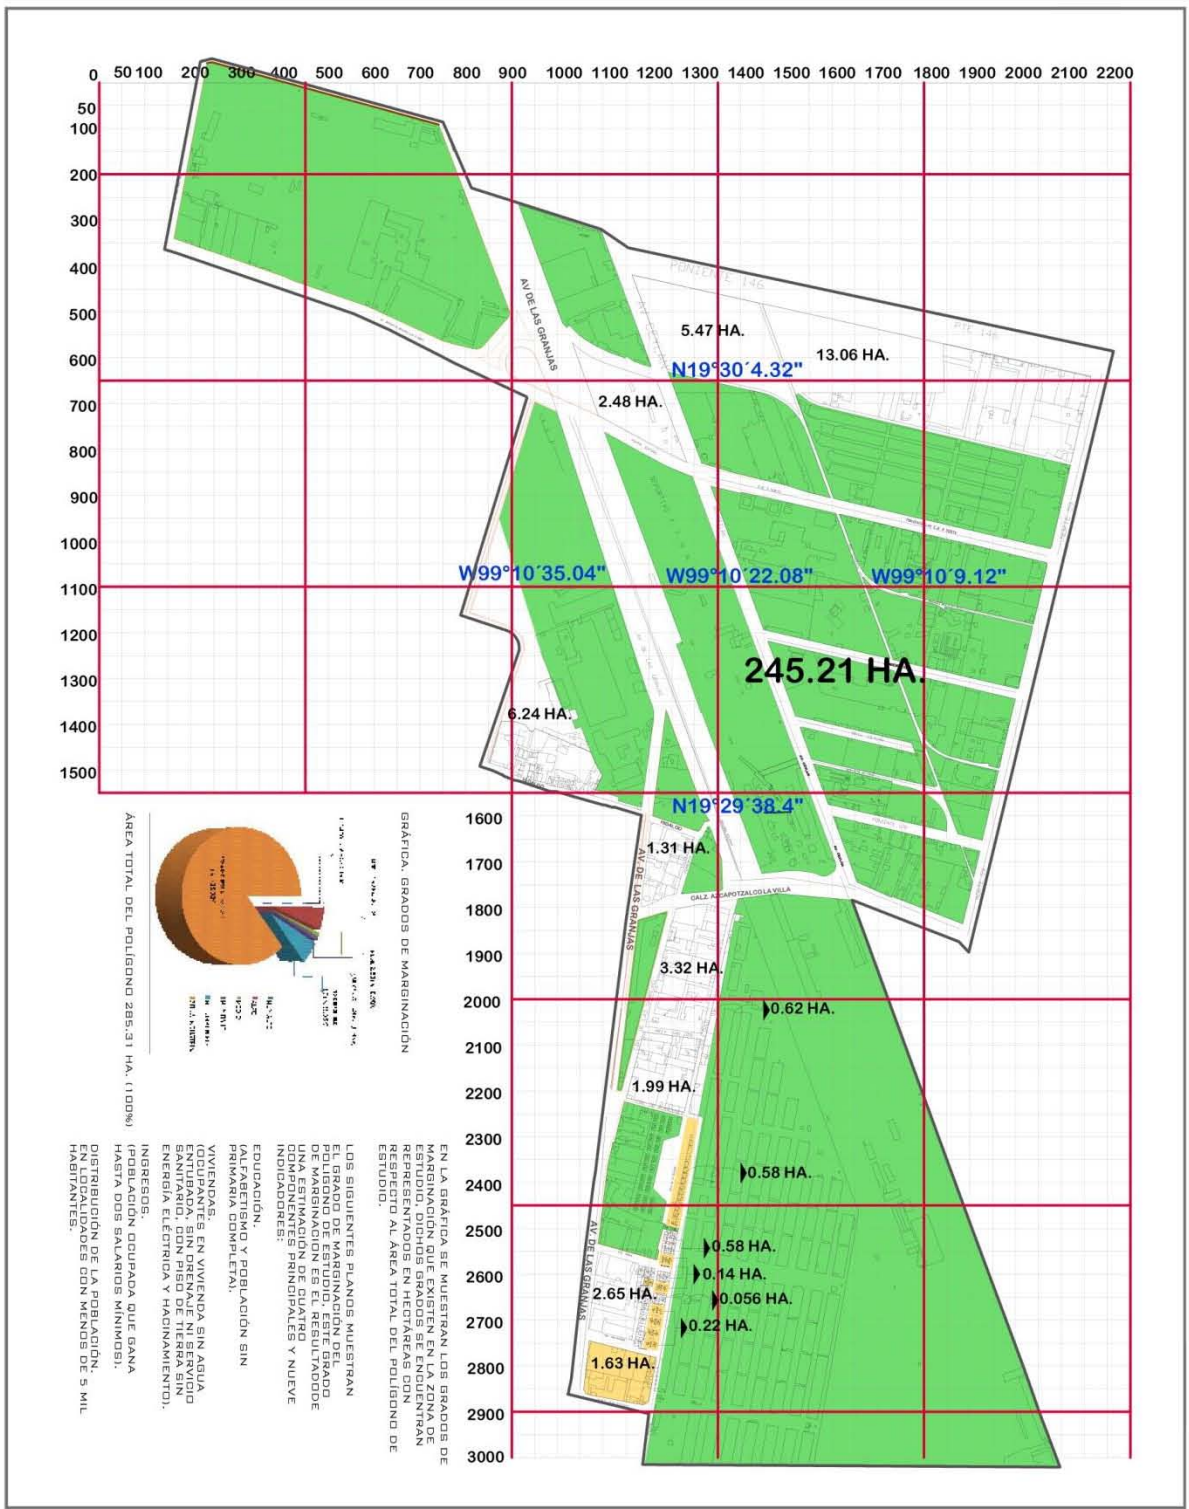 0 50 100 200 300 400 500 600 700 800 900 1000 1100 1200 1300 1400 1500 1600 1700 1800 1900 2000 2100 2200
50
100
200
300
400
500
600
700
800
900
1000
1100
1200
1300
1400
1500
1600
1700
1800
1900
2000
2100
2200
2300
2400
2500
2600
2700
2800
2900
3000
PONIENTE 146
PTE 146
AV DE LAS GRANJAS
5.47 HA.
13.06 HA.
N19°30´4.32"
2.48 HA.
W99°10´35.04"
W99°10´22.08"
W99°10´9.12"
245.21 HA.
6.24 HA.
N19°29´38.4"
1.31 HA.
AV. DE LAS GRANJAS
CALZ. AZCAPOTZALCO LA VILLA
3.32 HA.
0.62 HA.
1.99 HA.
0.58 HA.
AV. DE LAS GRANJAS
0.58 HA.
0.14 HA.
0.056 HA.
2.65 HA.
0.22 HA.
1.63 HA.
GRÁFICA. GRADOS DE MARGINACIÓN
ÁREA TOTAL DEL POLÍGONO 285.31 HA. (100%)
EN LA GRÁFICA SE MUESTRAN LOS GRADOS DE
MARGINACIÓN QUE EXISTEN EN LA ZONA DE
ESTUDIO, DICHOS GRADOS SE ENCUENTRAN
REPRESENTADOS EN HECTÁREAS CON
RESPECTO AL ÁREA TOTAL DEL POLÍGONO DE
ESTUDIO.
LOS SIGUIENTES PLANOS MUESTRAN
EL GRADO DE MARGINACIÓN DEL
POLÍGONO DE ESTUDIO, ESTE GRADO
DE MARGINACIÓN ES EL RESULTADODE
UNA ESTIMACIÓN DE CUATRO
COMPONENTES PRINCIPALES Y NUEVE
INDICADORES:
EDUCACIÓN.
(ALFABETISMO Y POBLACIÓN SIN
PRIMARIA COMPLETA).
VIVIENDAS.
(OCUPANTES EN VIVIENDA SIN AGUA
ENTUBADA, SIN DRENAJE NI SERVICIO
SANITARIO, CON PISO DE TIERRA SIN
ENERGÍA ELÉCTRICA Y HACINAMIENTO).
INGRESOS.
(POBLACIÓN OCUPADA QUE GANA
HASTA DOS SALARIOS MÍNIMOS).
DISTRIBUCIÓN DE LA POBLACIÓN.
EN LOCALIDADES CON MENOS DE 5 MIL
HABITANTES.